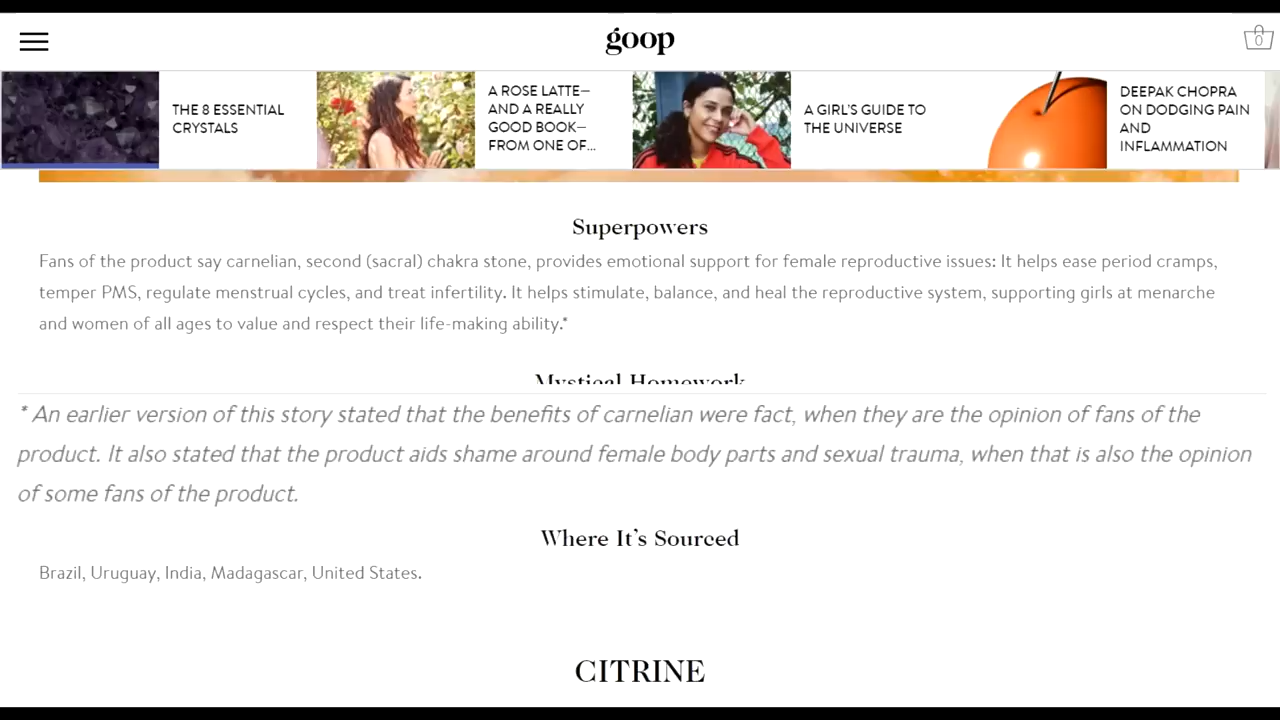 goop
0
THE 8 ESSENTIAL
CRYSTALS
A ROSE LATTE—
AND A REALLY
GOOD BOOK—
FROM ONE OF...
A GIRL'S GUIDE TO
THE UNIVERSE
DEEPAK CHOPRA
ON DODGING PAIN
AND
INFLAMMATION
Superpowers
Fans of the product say carnelian, second (sacral) chakra stone, provides emotional support for female reproductive issues: It helps ease period cramps,
temper PMS, regulate menstrual cycles, and treat infertility. It helps stimulate, balance, and heal the reproductive system, supporting girls at menarche
and women of all ages to value and respect their life-making ability.*
Mystical Homework
* An earlier version of this story stated that the benefits of carnelian were fact, when they are the opinion of fans of the
product. It also stated that the product aids shame around female body parts and sexual trauma, when that is also the opinion
of some fans of the product.
Where It's Sourced
Brazil, Uruguay, India, Madagascar, United States.
CITRINE